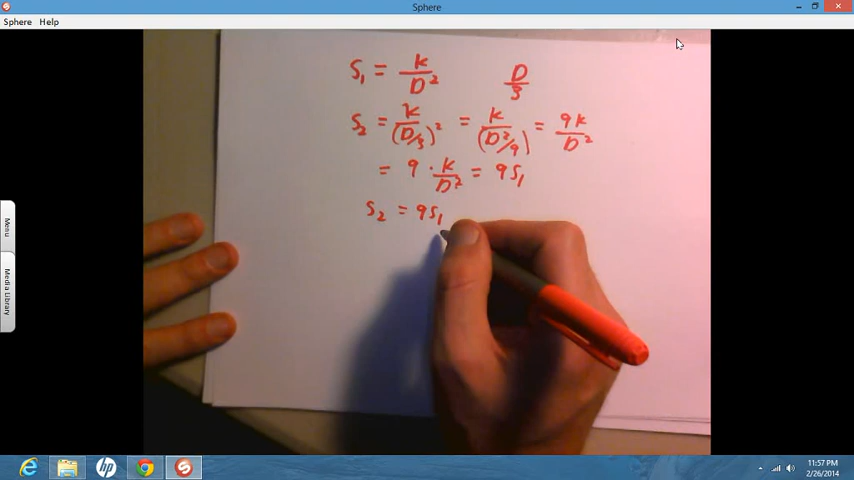 Sphere
Sphere Help
S₁ = K/D² D/3
S₂ = K/(D/3)² = K/(D²/9) = 9K/D²
= 9 · K/D² = 9S₁
S₂ = 9S₁
Menu
Media Library
11:57 PM
2/26/2014